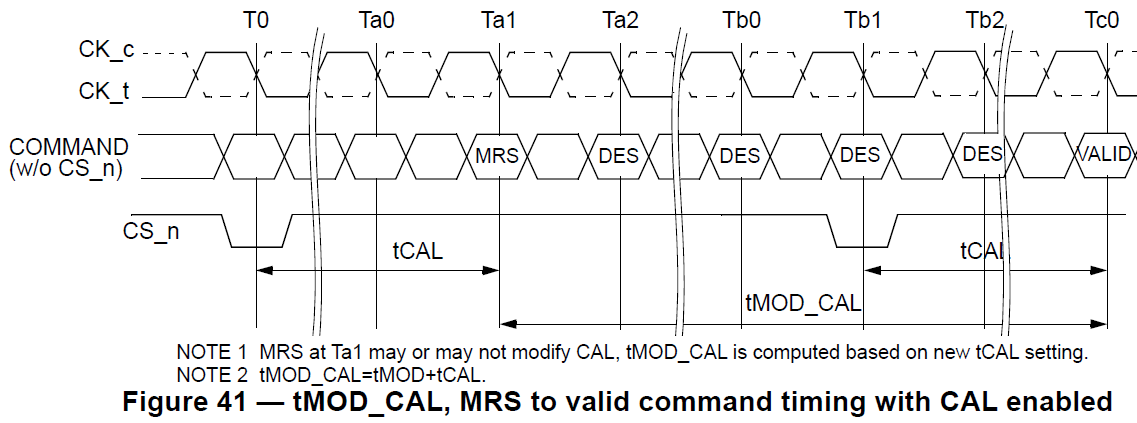 T0 Ta0 Ta1 Ta2 Tb0 Tb1 Tb2 Tc0
CK_c
CK_t
COMMAND
(w/o CS_n)
MRS DES DES DES DES VALID
CS_n
tCAL tCAL
tMOD_CAL
NOTE 1 MRS at Ta1 may or may not modify CAL, tMOD_CAL is computed based on new tCAL setting.
NOTE 2 tMOD_CAL=tMOD+tCAL.
Figure 41 — tMOD_CAL, MRS to valid command timing with CAL enabled